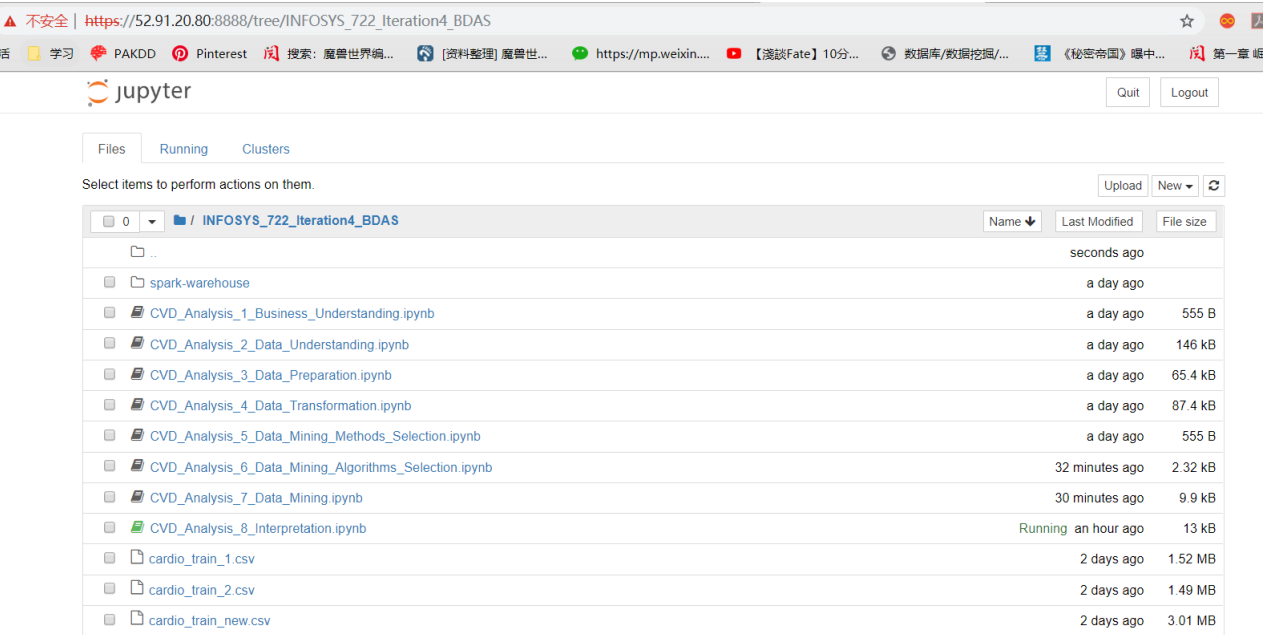 不安全 | https://52.91.20.80:8888/tree/INFOSYS_722_Iteration4_BDAS
活 学习 PAKDD Pinterest 搜索：魔兽世界编... [资料整理] 魔兽世... https://mp.weixin.... 【淺談Fate】10分... 数据库/数据挖掘/... 《秘密帝国》曝中... 第一章 崛
jupyter Quit Logout
Files Running Clusters
Select items to perform actions on them. Upload New
0 / INFOSYS_722_Iteration4_BDAS Name Last Modified File size
.. seconds ago
spark-warehouse a day ago
CVD_Analysis_1_Business_Understanding.ipynb a day ago 555 B
CVD_Analysis_2_Data_Understanding.ipynb a day ago 146 kB
CVD_Analysis_3_Data_Preparation.ipynb a day ago 65.4 kB
CVD_Analysis_4_Data_Transformation.ipynb a day ago 87.4 kB
CVD_Analysis_5_Data_Mining_Methods_Selection.ipynb a day ago 555 B
CVD_Analysis_6_Data_Mining_Algorithms_Selection.ipynb 32 minutes ago 2.32 kB
CVD_Analysis_7_Data_Mining.ipynb 30 minutes ago 9.9 kB
CVD_Analysis_8_Interpretation.ipynb Running an hour ago 13 kB
cardio_train_1.csv 2 days ago 1.52 MB
cardio_train_2.csv 2 days ago 1.49 MB
cardio_train_new.csv 2 days ago 3.01 MB